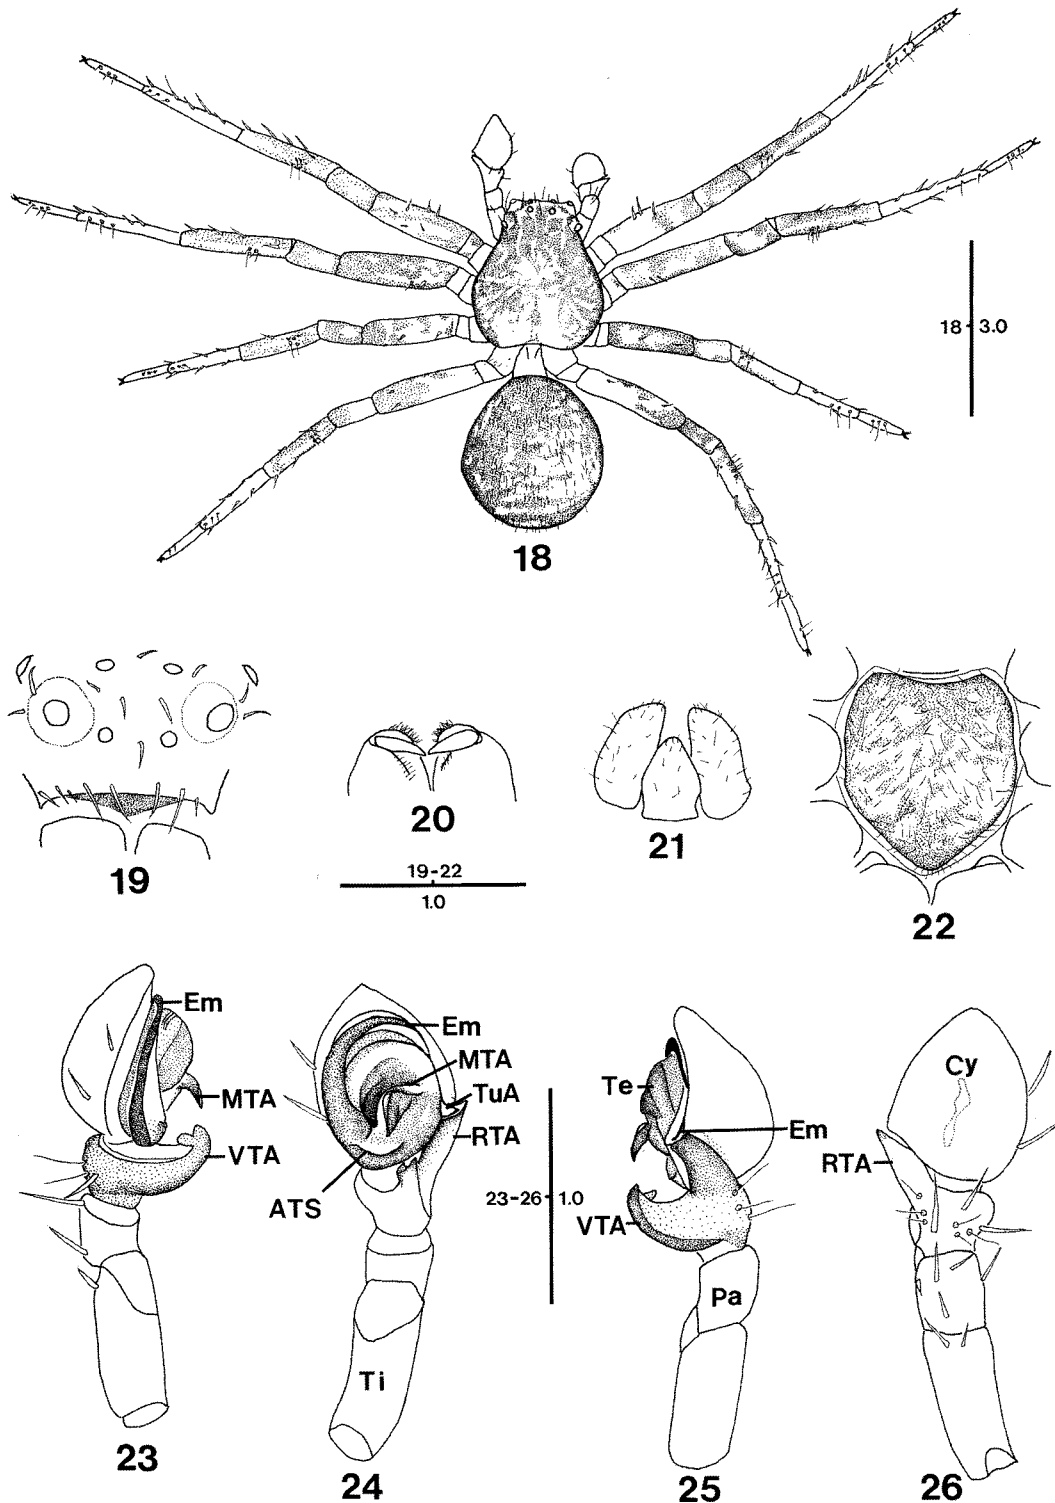 18 3.0
18
19
20
21
22
19-22
1.0
Em
MTA
VTA
23
Em
MTA
TuA
RTA
ATS
Ti
24
23-26 1.0
Te
Em
VTA
Pa
25
Cy
RTA
26